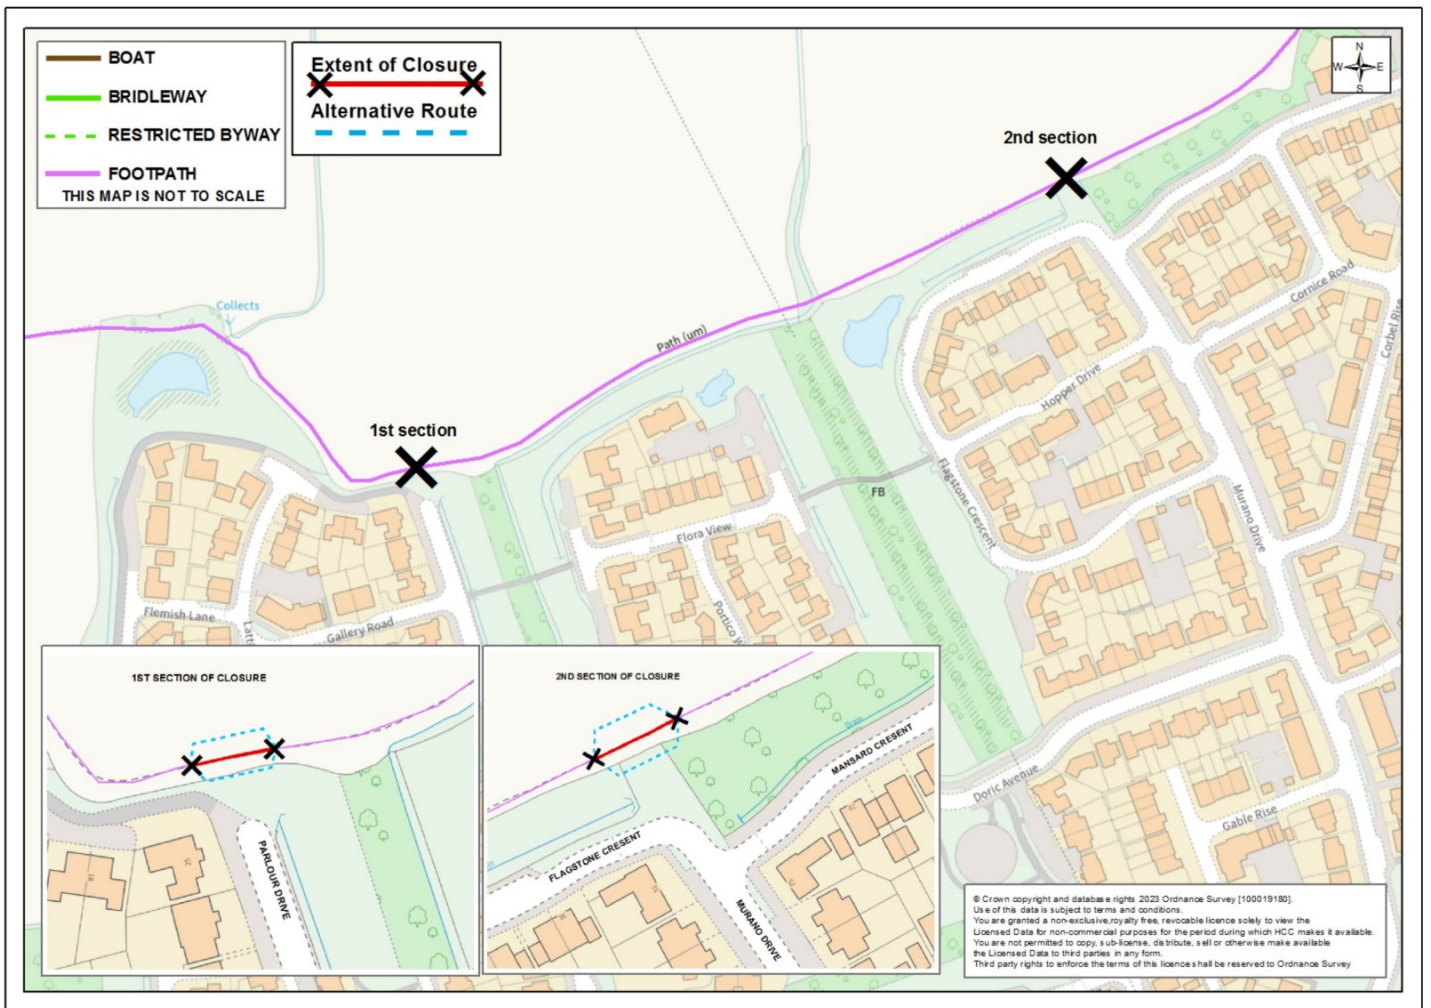 BOAT
BRIDLEWAY
RESTRICTED BYWAY
FOOTPATH
THIS MAP IS NOT TO SCALE
Extent of Closure
Alternative Route
N
W
E
S
2nd section
Collects
Path (um)
1st section
Cornice Road
Corbel Rise
Hopper Drive
Flagstone Crescent
Murano Drive
FB
Flora View
Portico W
Flemish Lane
Latti
Gallery Road
Doric Avenue
Gable Rise
1ST SECTION OF CLOSURE
PARLOUR DRIVE
2ND SECTION OF CLOSURE
Drain
MANSARD CRESENT
FLAGSTONE CRESENT
MURANO DRIVE
© Crown copyright and database rights 2023 Ordnance Survey [100019180].
Use of this data is subject to terms and conditions.
You are granted a non-exclusive,royalty free, revocable licence solely to view the
Licensed Data for non-commercial purposes for the period during which HCC makes it available.
You are not permitted to copy, sub-license, distribute, sell or otherwise make available
the Licensed Data to third parties in any form.
Third party rights to enforce the terms of this licence shall be reserved to Ordnance Survey